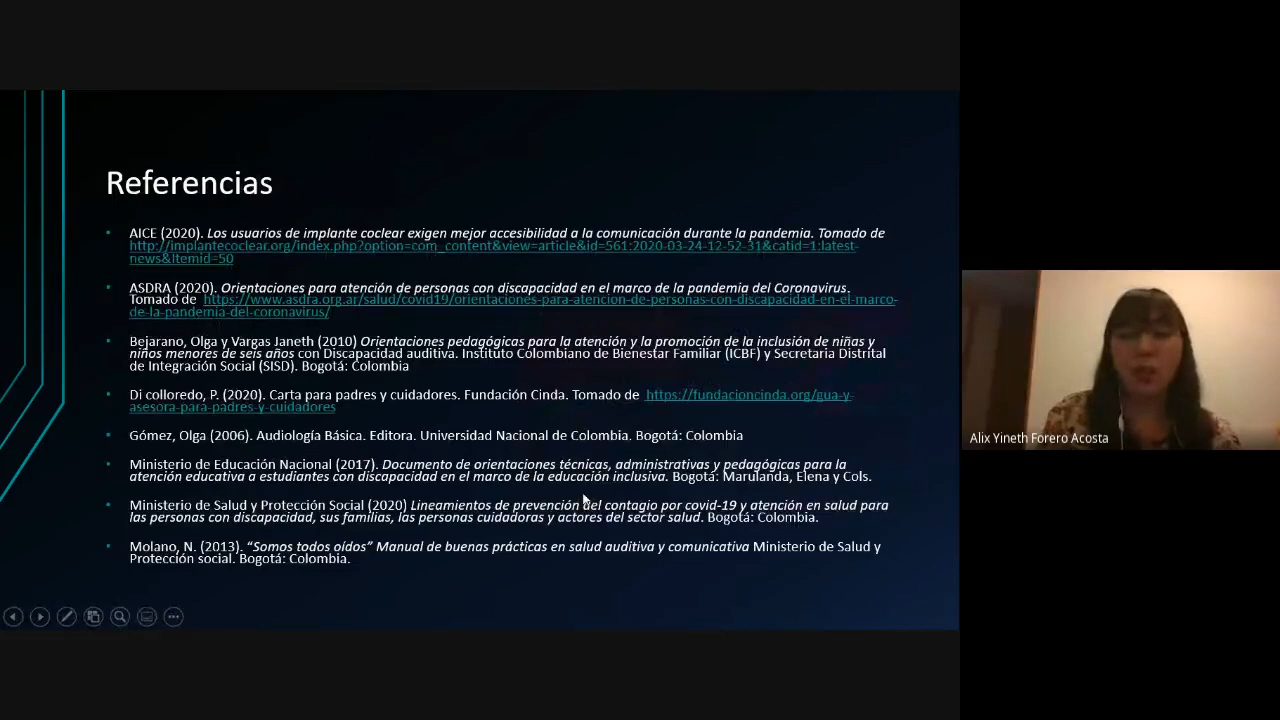 Referencias
AICE (2020). Los usuarios de implante coclear exigen mejor accesibilidad a la comunicación durante la pandemia. Tomado de
http://implantecoclear.org/index.php?option=com_content&view=article&id=561:2020-03-24-12-52-31&catid=1:latest-
news&Itemid=50
ASDRA (2020). Orientaciones para atención de personas con discapacidad en el marco de la pandemia del Coronavirus.
Tomado de https://www.asdra.org.ar/salud/covid19/orientaciones-para-atencion-de-personas-con-discapacidad-en-el-marco-
de-la-pandemia-del-coronavirus/
Bejarano, Olga y Vargas Janeth (2010) Orientaciones pedagógicas para la atención y la promoción de la inclusión de niñas y
niños menores de seis años con Discapacidad auditiva. Instituto Colombiano de Bienestar Familiar (ICBF) y Secretaria Distrital
de Integración Social (SISD). Bogotá: Colombia
Di colloredo, P. (2020). Carta para padres y cuidadores. Fundación Cinda. Tomado de https://fundacioncinda.org/gua-y-
asesora-para-padres-y-cuidadores
Gómez, Olga (2006). Audiología Básica. Editora. Universidad Nacional de Colombia. Bogotá: Colombia
Ministerio de Educación Nacional (2017). Documento de orientaciones técnicas, administrativas y pedagógicas para la
atención educativa a estudiantes con discapacidad en el marco de la educación inclusiva. Bogotá: Marulanda, Elena y Cols.
Ministerio de Salud y Protección Social (2020) Lineamientos de prevención del contagio por covid-19 y atención en salud para
las personas con discapacidad, sus familias, las personas cuidadoras y actores del sector salud. Bogotá: Colombia.
Molano, N. (2013). “Somos todos oídos” Manual de buenas prácticas en salud auditiva y comunicativa Ministerio de Salud y
Protección social. Bogotá: Colombia.
Alix Yineth Forero Acosta